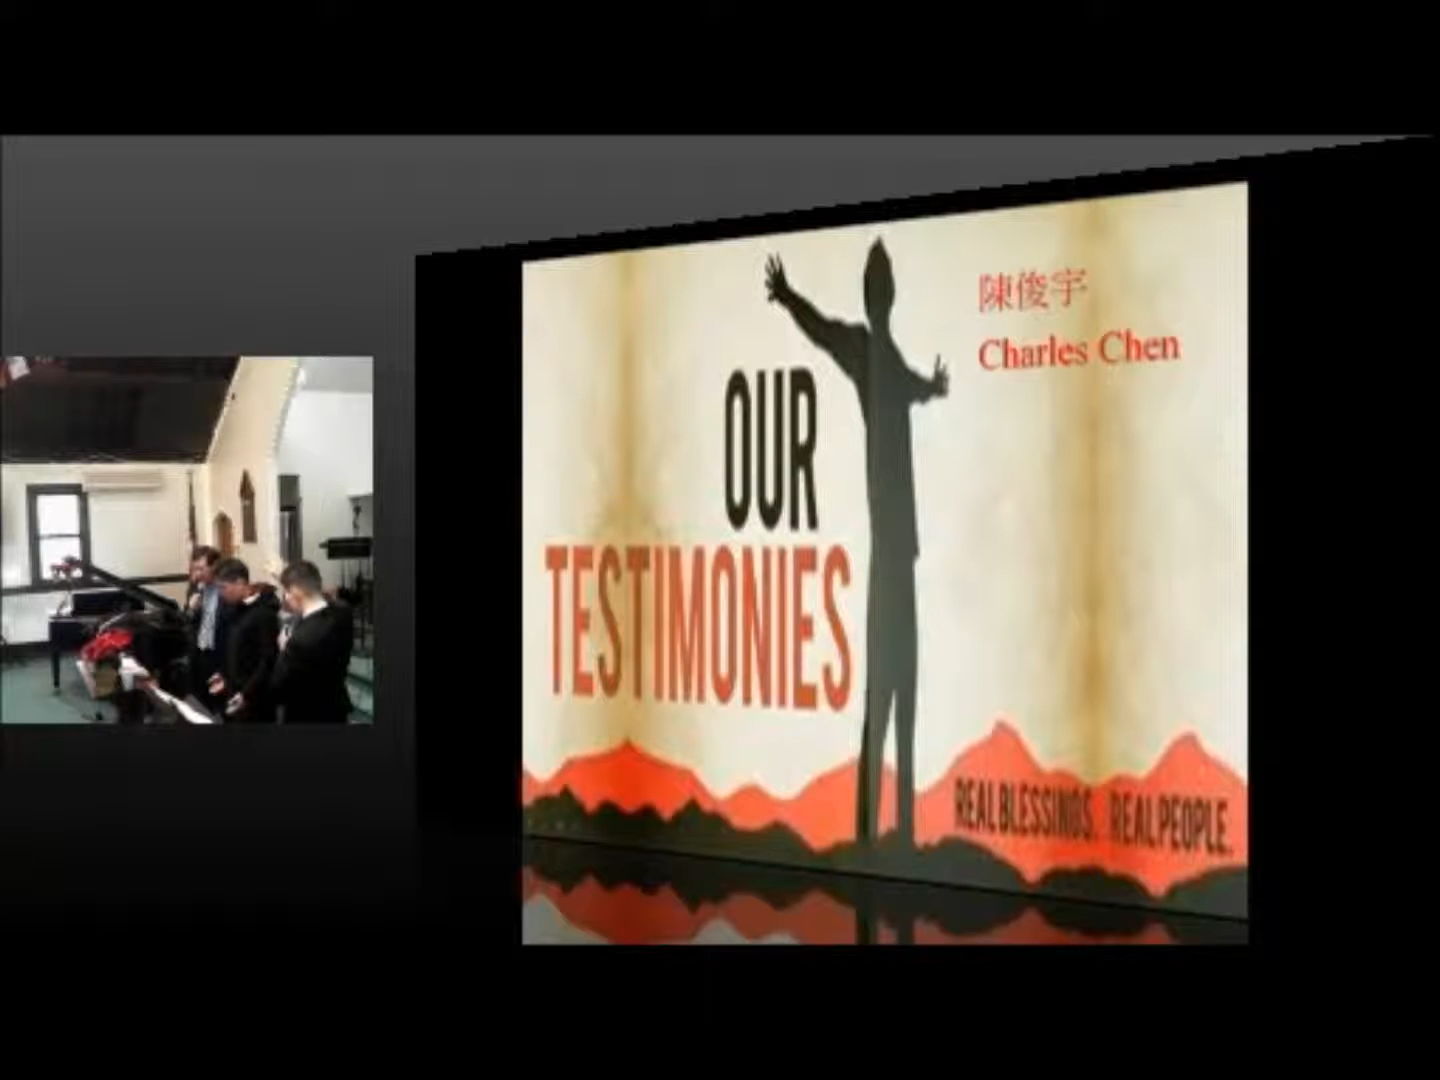 陳俊宇
Charles Chen
OUR
TESTIMONIES
REAL BLESSINGS. REAL PEOPLE.